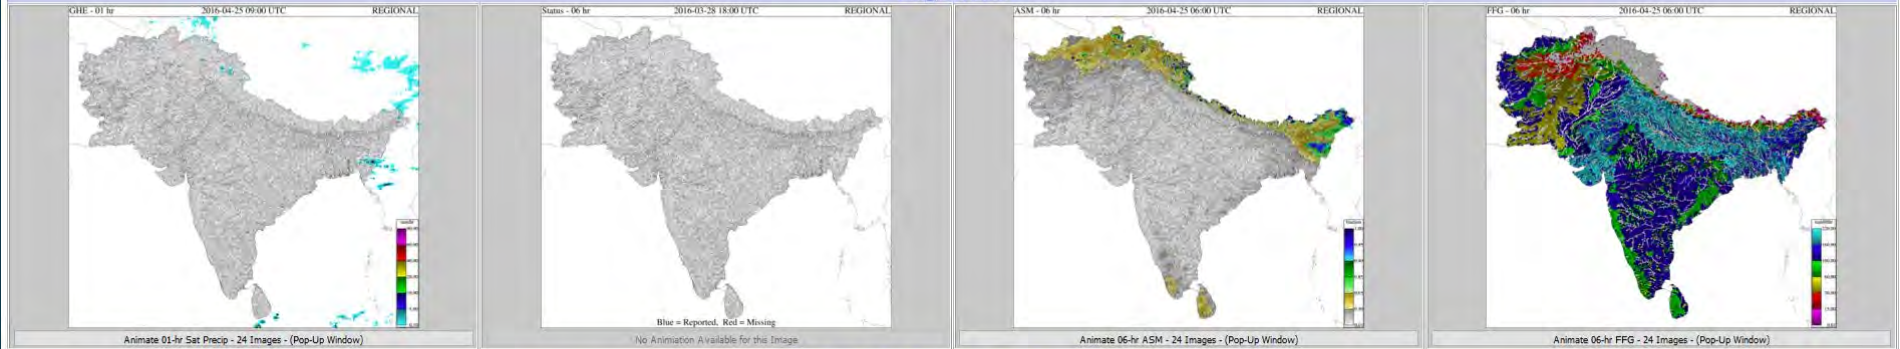 GHE - 01 hr 2016-04-25 09:00 UTC REGIONAL
Status - 06 hr 2016-03-28 18:00 UTC REGIONAL
ASM - 06 hr 2016-04-25 06:00 UTC REGIONAL
FFG - 06 hr 2016-04-25 06:00 UTC REGIONAL
Blue = Reported, Red = Missing
Animate 01-hr Sat Precip - 24 Images - (Pop-Up Window)
No Animation Available for this Image
Animate 06-hr ASM - 24 Images - (Pop-Up Window)
Animate 06-hr FFG - 24 Images - (Pop-Up Window)